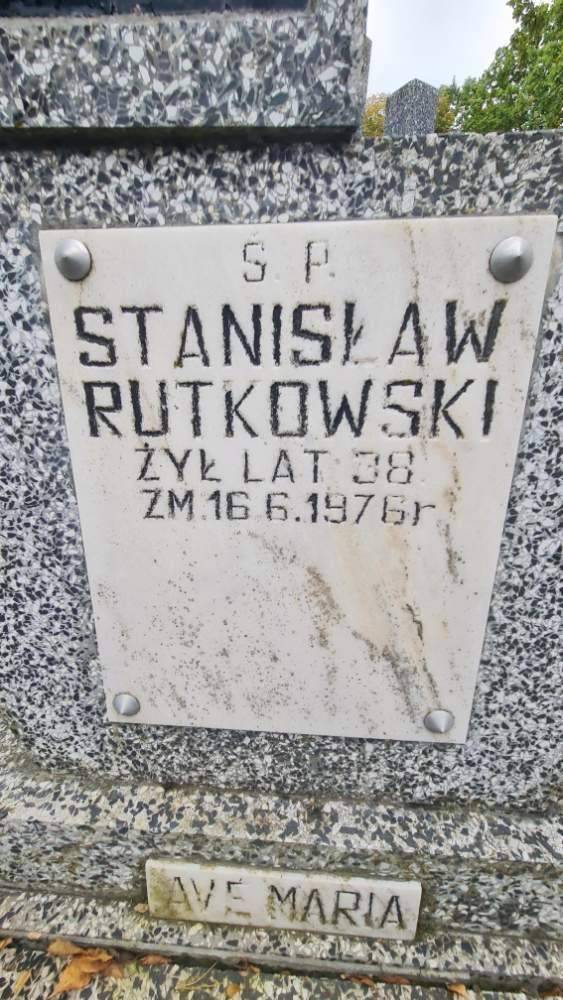 Ś. P.
STANISŁAW
RUTKOWSKI
ŻYŁ LAT 38
ZM. 16 6.1976r
AVE MARIA